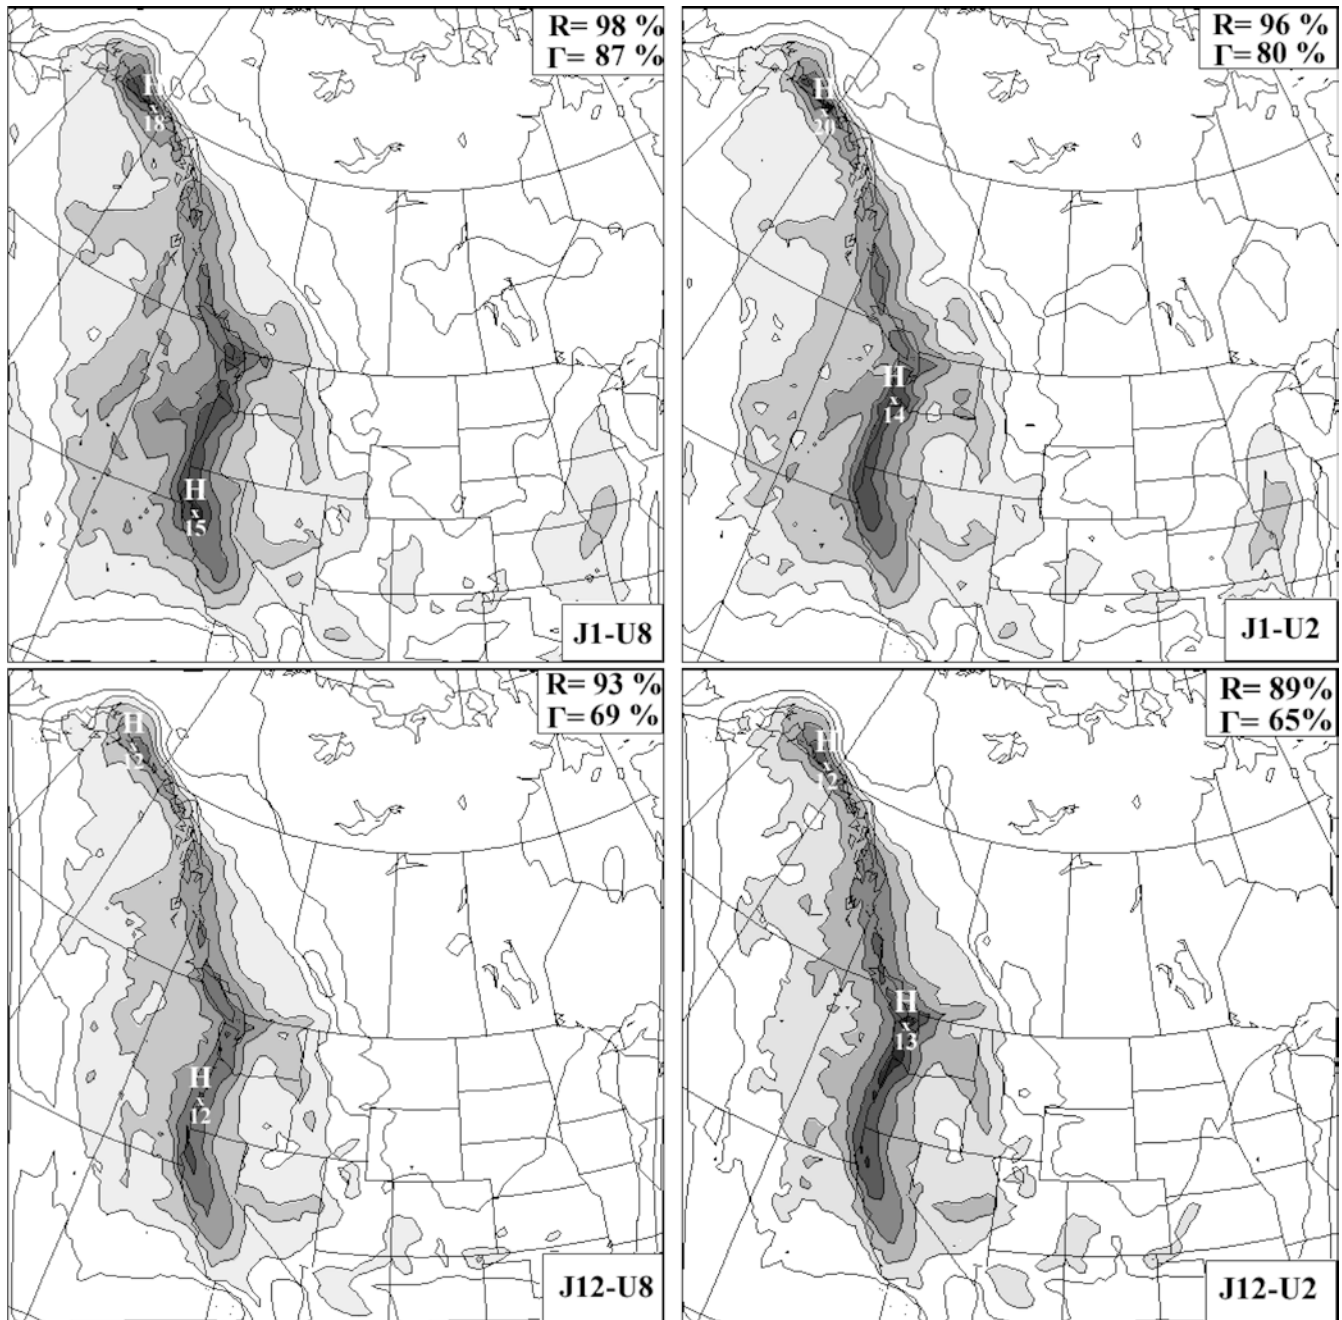 R= 98 %
Γ= 87 %
H
x
18
H
x
15
J1-U8
R= 96 %
Γ= 80 %
H
x
20
H
x
14
J1-U2
R= 93 %
Γ= 69 %
H
x
12
H
x
12
J12-U8
R= 89%
Γ= 65%
H
x
12
H
x
13
J12-U2